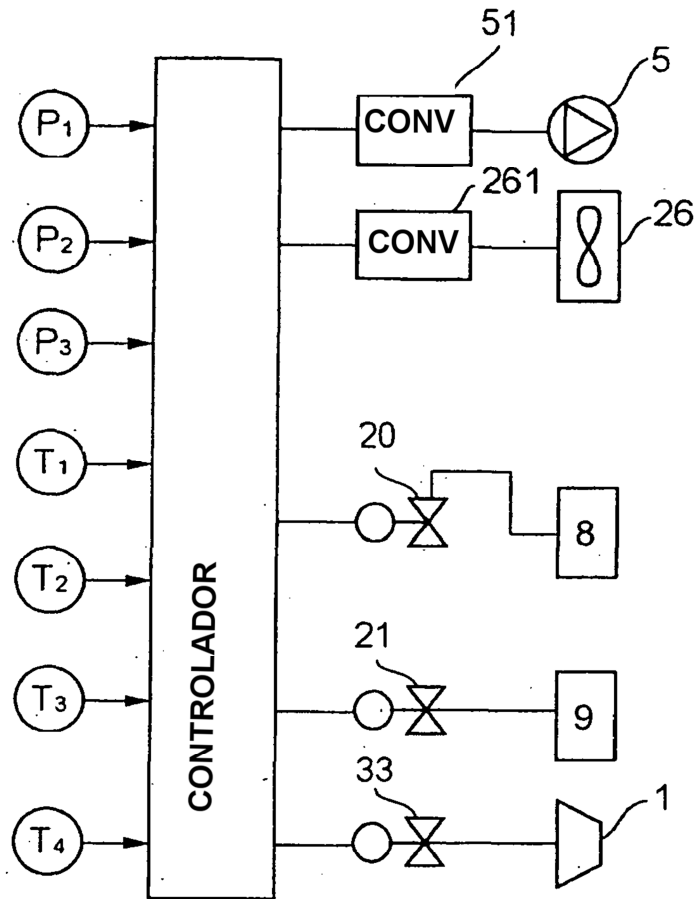 51
5
P1
CONV
261
P2
CONV
26
P3
20
T1
8
T2
21
T3
9
33
1
T4
CONTROLADOR